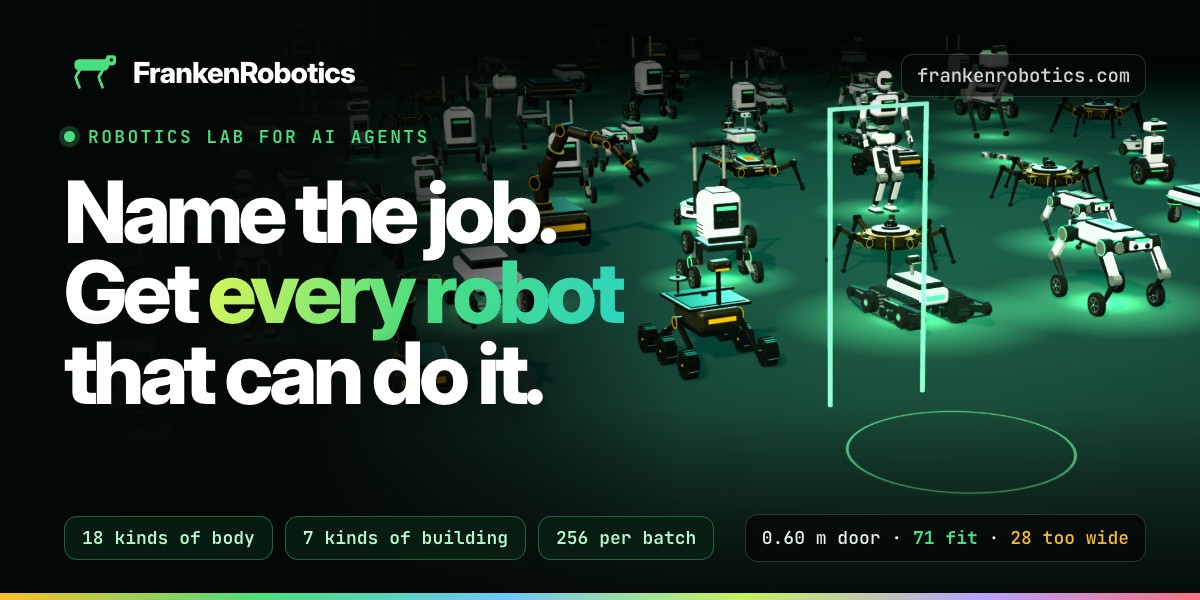 FrankenRobotics
frankenrobotics.com
ROBOTICS LAB FOR AI AGENTS
Name the job.
Get every robot
that can do it.
18 kinds of body
7 kinds of building
256 per batch
0.60 m door · 71 fit · 28 too wide